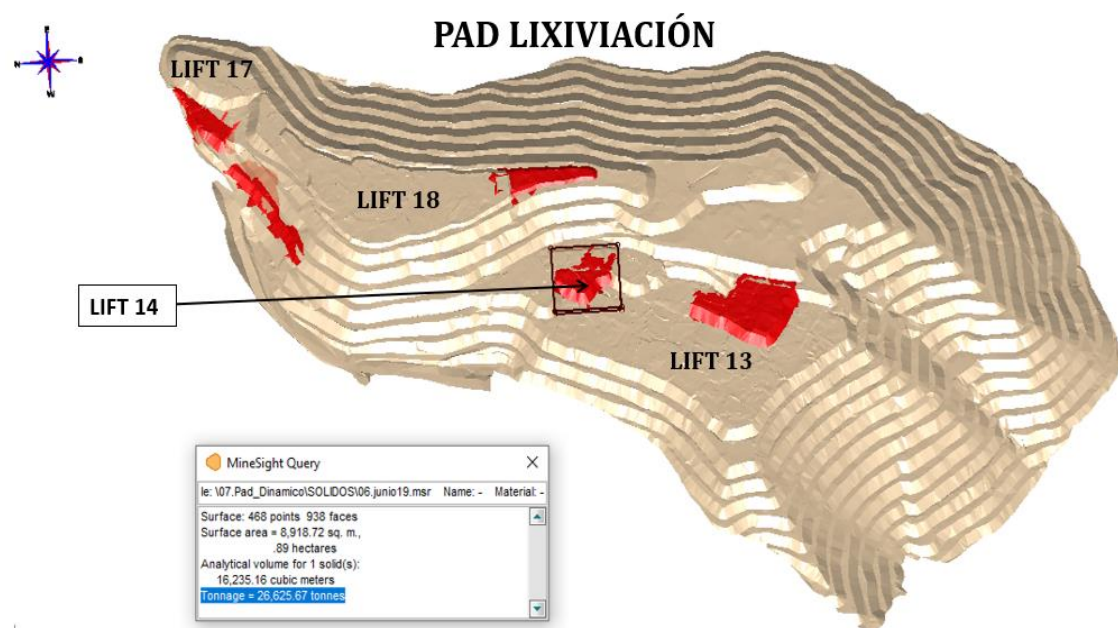 PAD LIXIVIACIÓN
LIFT 17
LIFT 18
LIFT 14
LIFT 13
MineSight Query
le: \07.Pad_Dinamico\SOLIDOS\06.junio19.msr Name: - Material: -
Surface: 468 points 938 faces
Surface area = 8,918.72 sq. m.,
.89 hectares
Analytical volume for 1 solid(s):
16,235.16 cubic meters
Tonnage = 26,625.67 tonnes